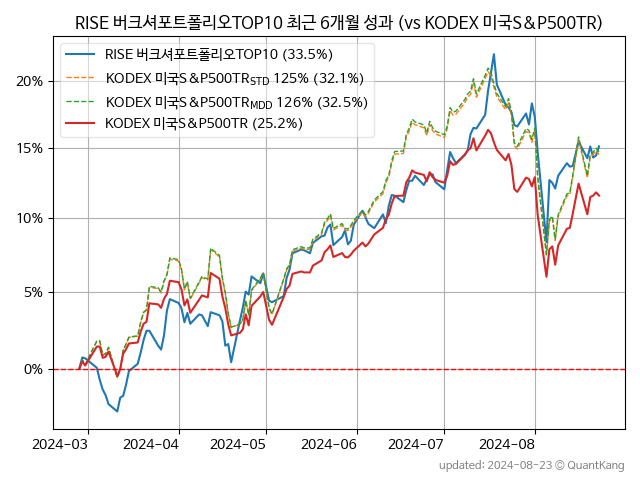 RISE 버크셔포트폴리오TOP10 최근 6개월 성과 (vs KODEX 미국S&P500TR)
RISE 버크셔포트폴리오TOP10 (33.5%)
KODEX 미국S&P500TR_STD 125% (32.1%)
KODEX 미국S&P500TR_MDD 126% (32.5%)
KODEX 미국S&P500TR (25.2%)
20%
15%
10%
5%
0%
2024-03 2024-04 2024-05 2024-06 2024-07 2024-08
updated: 2024-08-23 ⓒ QuantKang